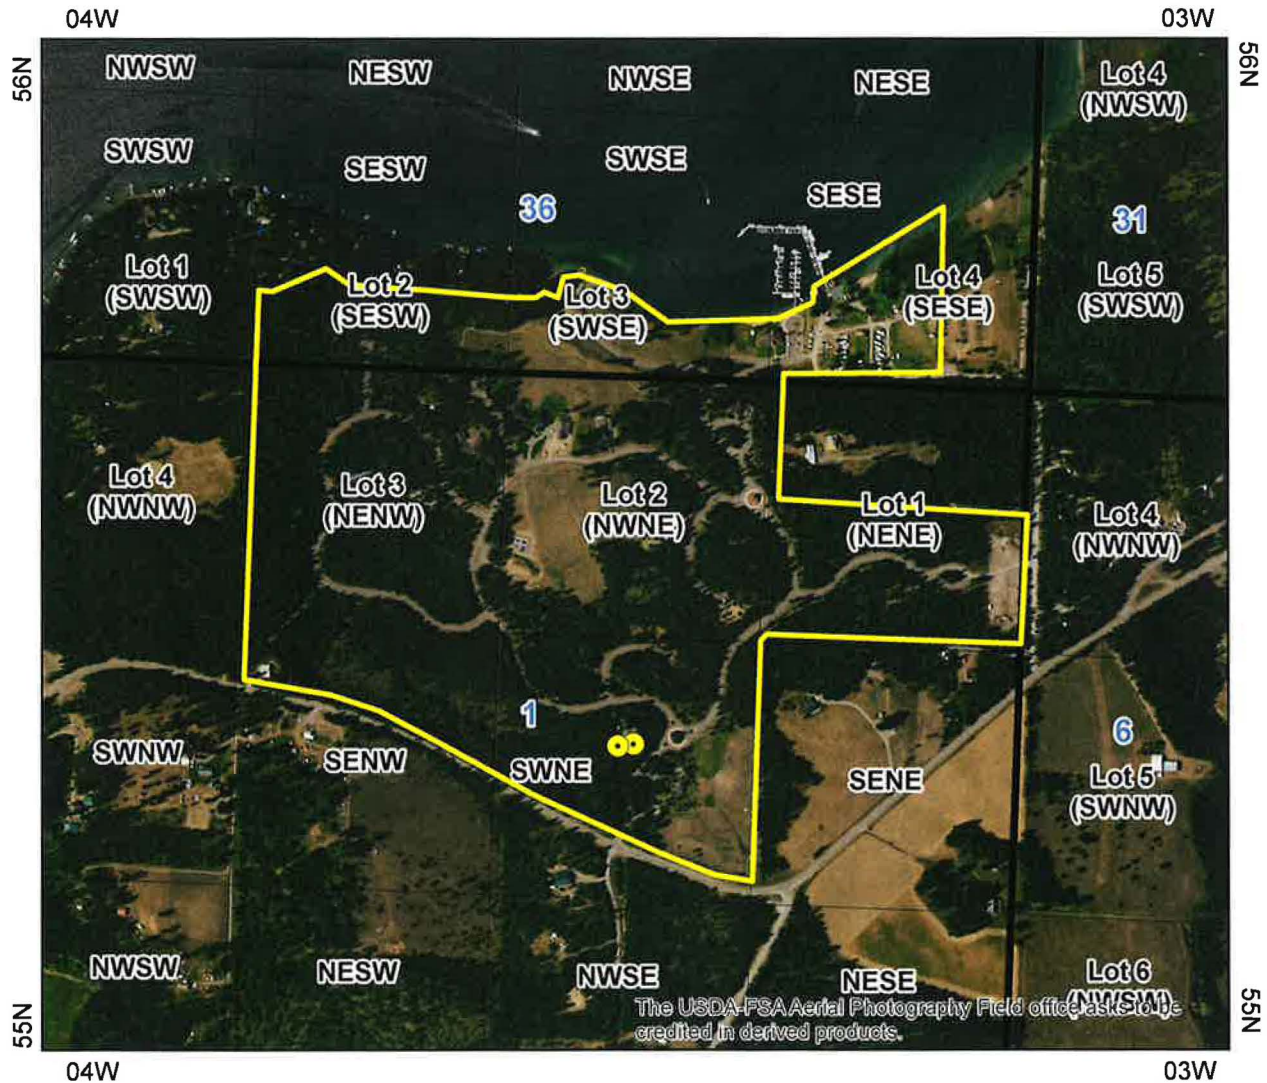 04W
03W
56N
56N
NWSW
NESW
NWSE
NESE
Lot 4
(NWSW)
SWSW
SESW
SWSE
SESE
36
31
Lot 1
(SWSW)
Lot 2
(SESW)
Lot 3
(SWSE)
Lot 4
(SESE)
Lot 5
(SWSW)
Lot 4
(NWNW)
Lot 3
(NENW)
Lot 2
(NWNE)
Lot 1
(NENE)
Lot 4
(NWNW)
1
6
SWNW
SENW
SWNE
SENE
Lot 5
(SWNW)
NWSW
NESW
NWSE
NESE
Lot 6
(NWSW)
The USDA-FSA Aerial Photography Field office asks to be
credited in derived products.
55N
55N
04W
03W